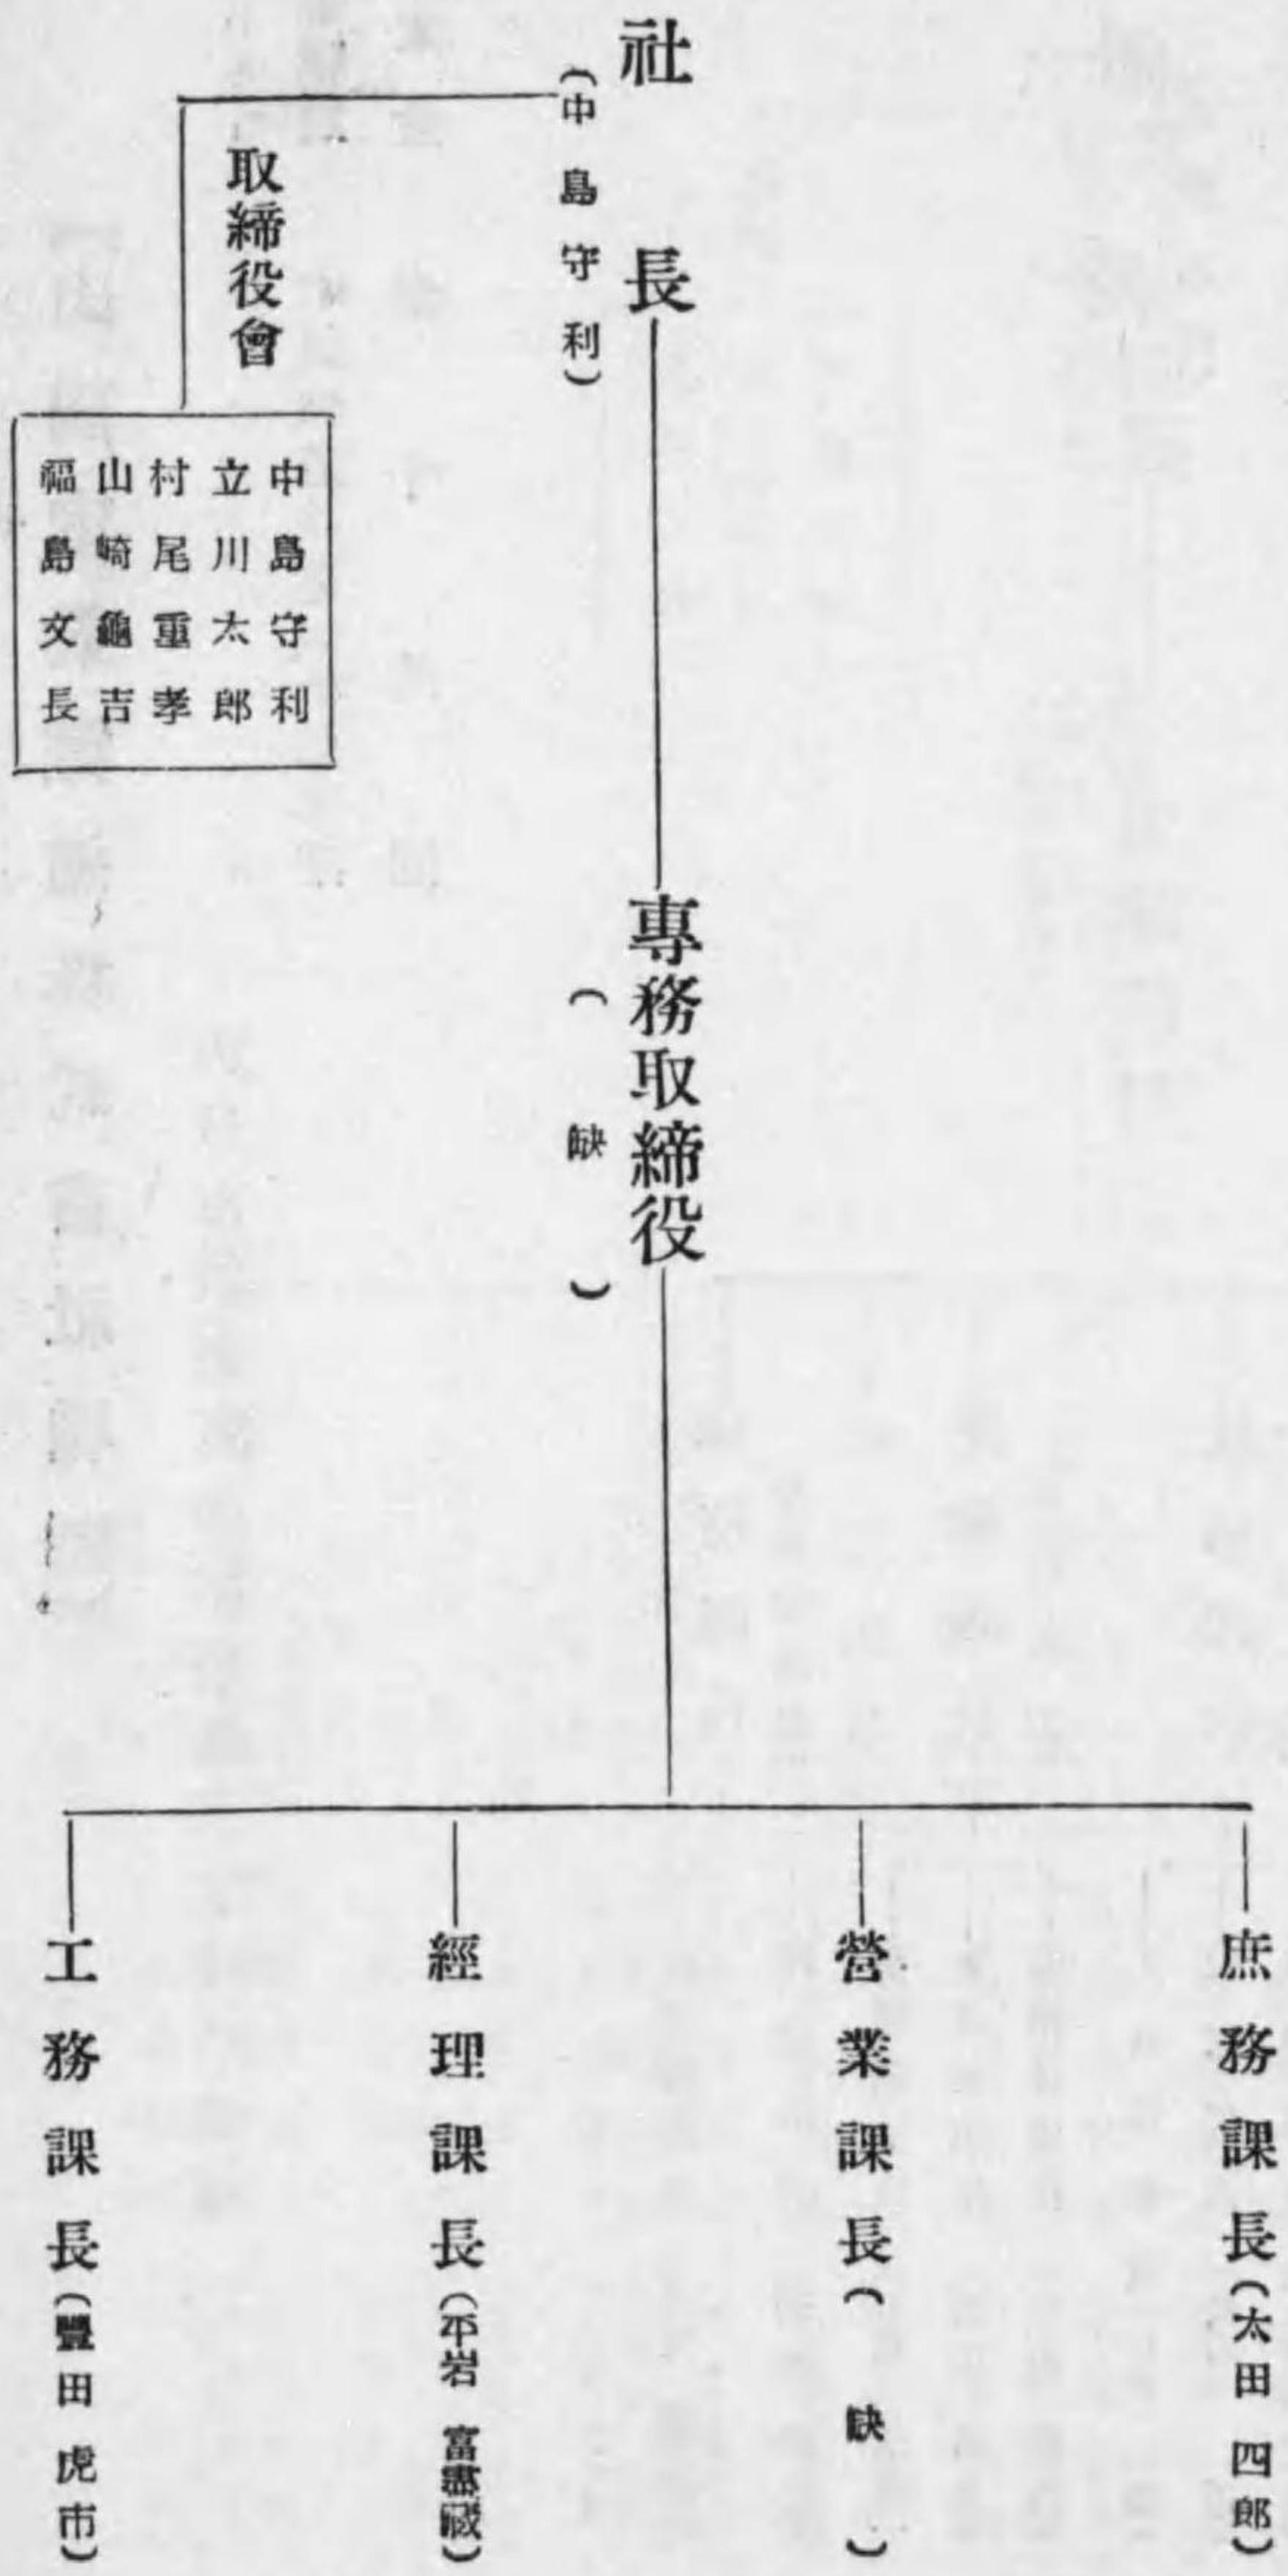 社長
(中島守利)
取締役會
中島守利
立川太郎
村尾重孝
山崎龜吉
福島文長
專務取締役
(缺)
庶務課長(太田四郎)
營業課長(缺)
經理課長(平岩富 藏)
工務課長(豐田虎市)